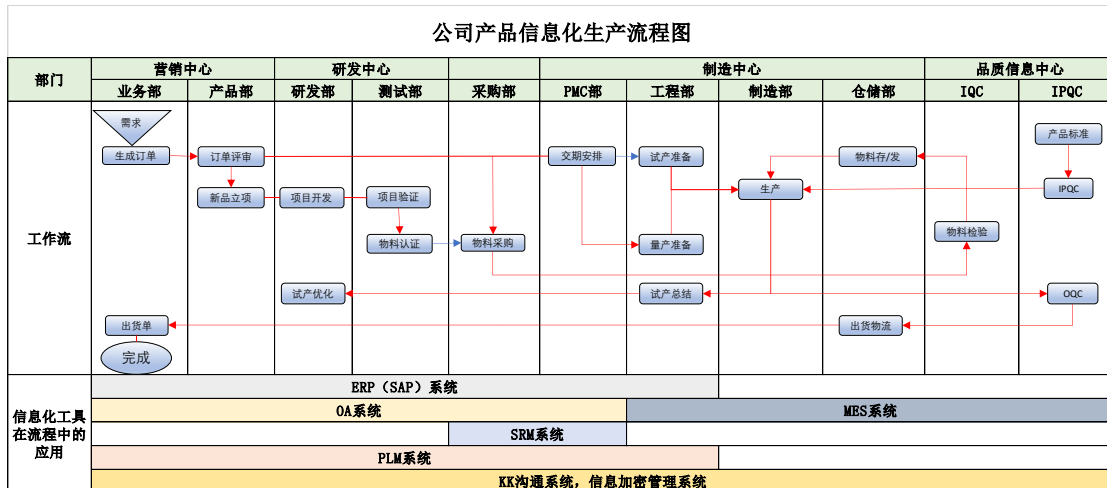 公司产品信息化生产流程图
部门
营销中心
研发中心
制造中心
品质信息中心
业务部
产品部
研发部
测试部
采购部
PMC部
工程部
制造部
仓储部
IQC
IPQC
工作流
需求
产品标准
生成订单
订单评审
交期安排
试产准备
物料存/发
新品立项
项目开发
项目验证
生产
IPQC
物料认证
物料采购
量产准备
物料检验
试产优化
试产总结
OQC
出货单
出货物流
完成
信息化工具
在流程中的
应用
ERP（SAP）系统
OA系统
MES系统
SRM系统
PLM系统
KK沟通系统，信息加密管理系统